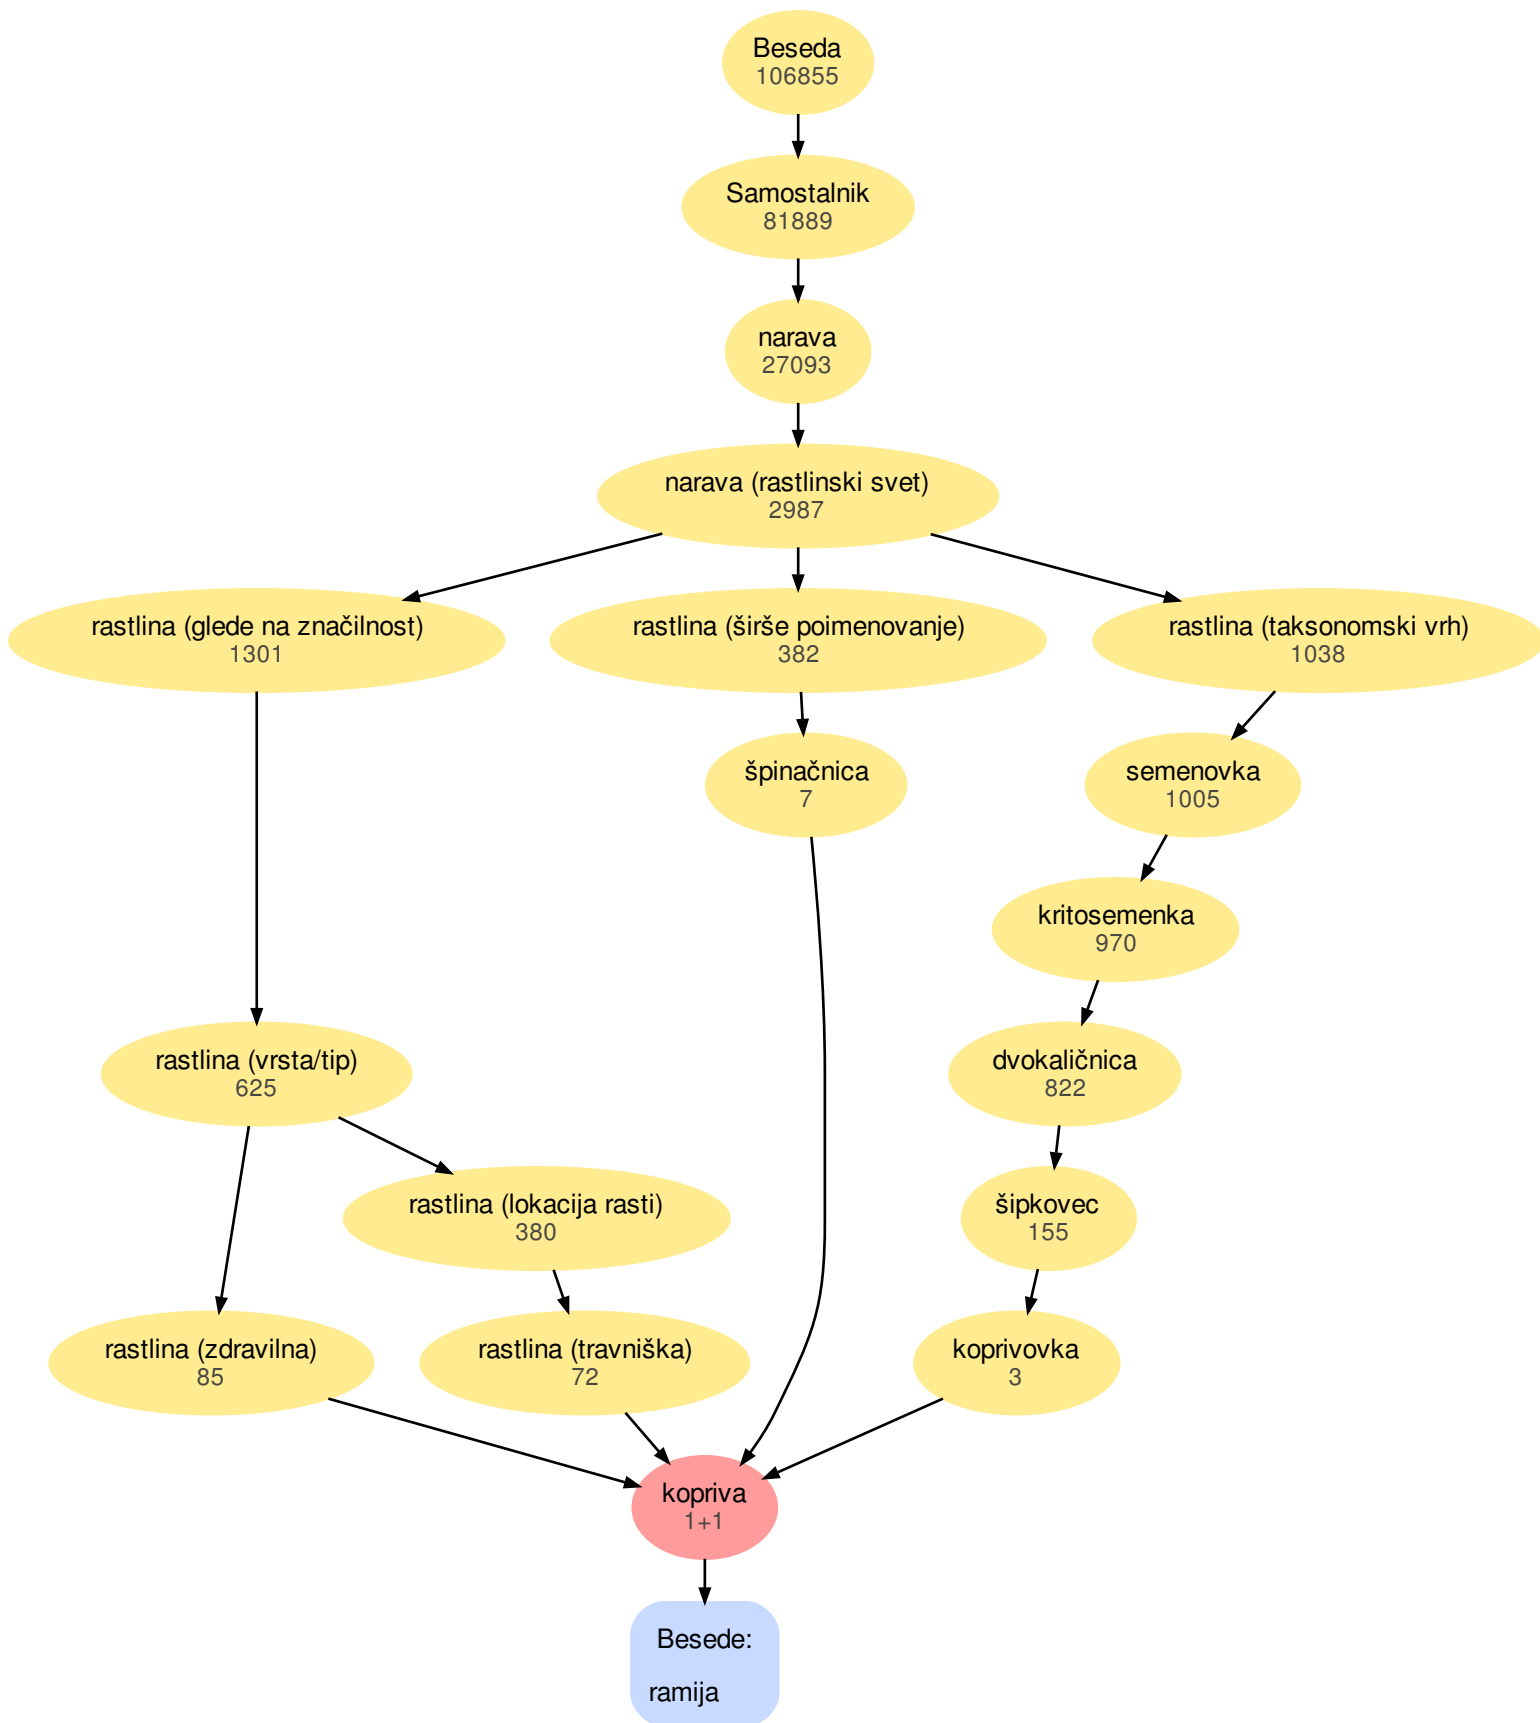 Beseda
106855
Samostalnik
81889
narava
27093
narava (rastlinski svet)
2987
rastlina (glede na značilnost)
1301
rastlina (širše poimenovanje)
382
rastlina (taksonomski vrh)
1038
špinačnica
7
semenovka
1005
kritosemenka
970
rastlina (vrsta/tip)
625
dvokaličnica
822
rastlina (lokacija rasti)
380
šipkovec
155
rastlina (zdravilna)
85
rastlina (travniška)
72
koprivovka
3
kopriva
1+1
Besede:
ramija